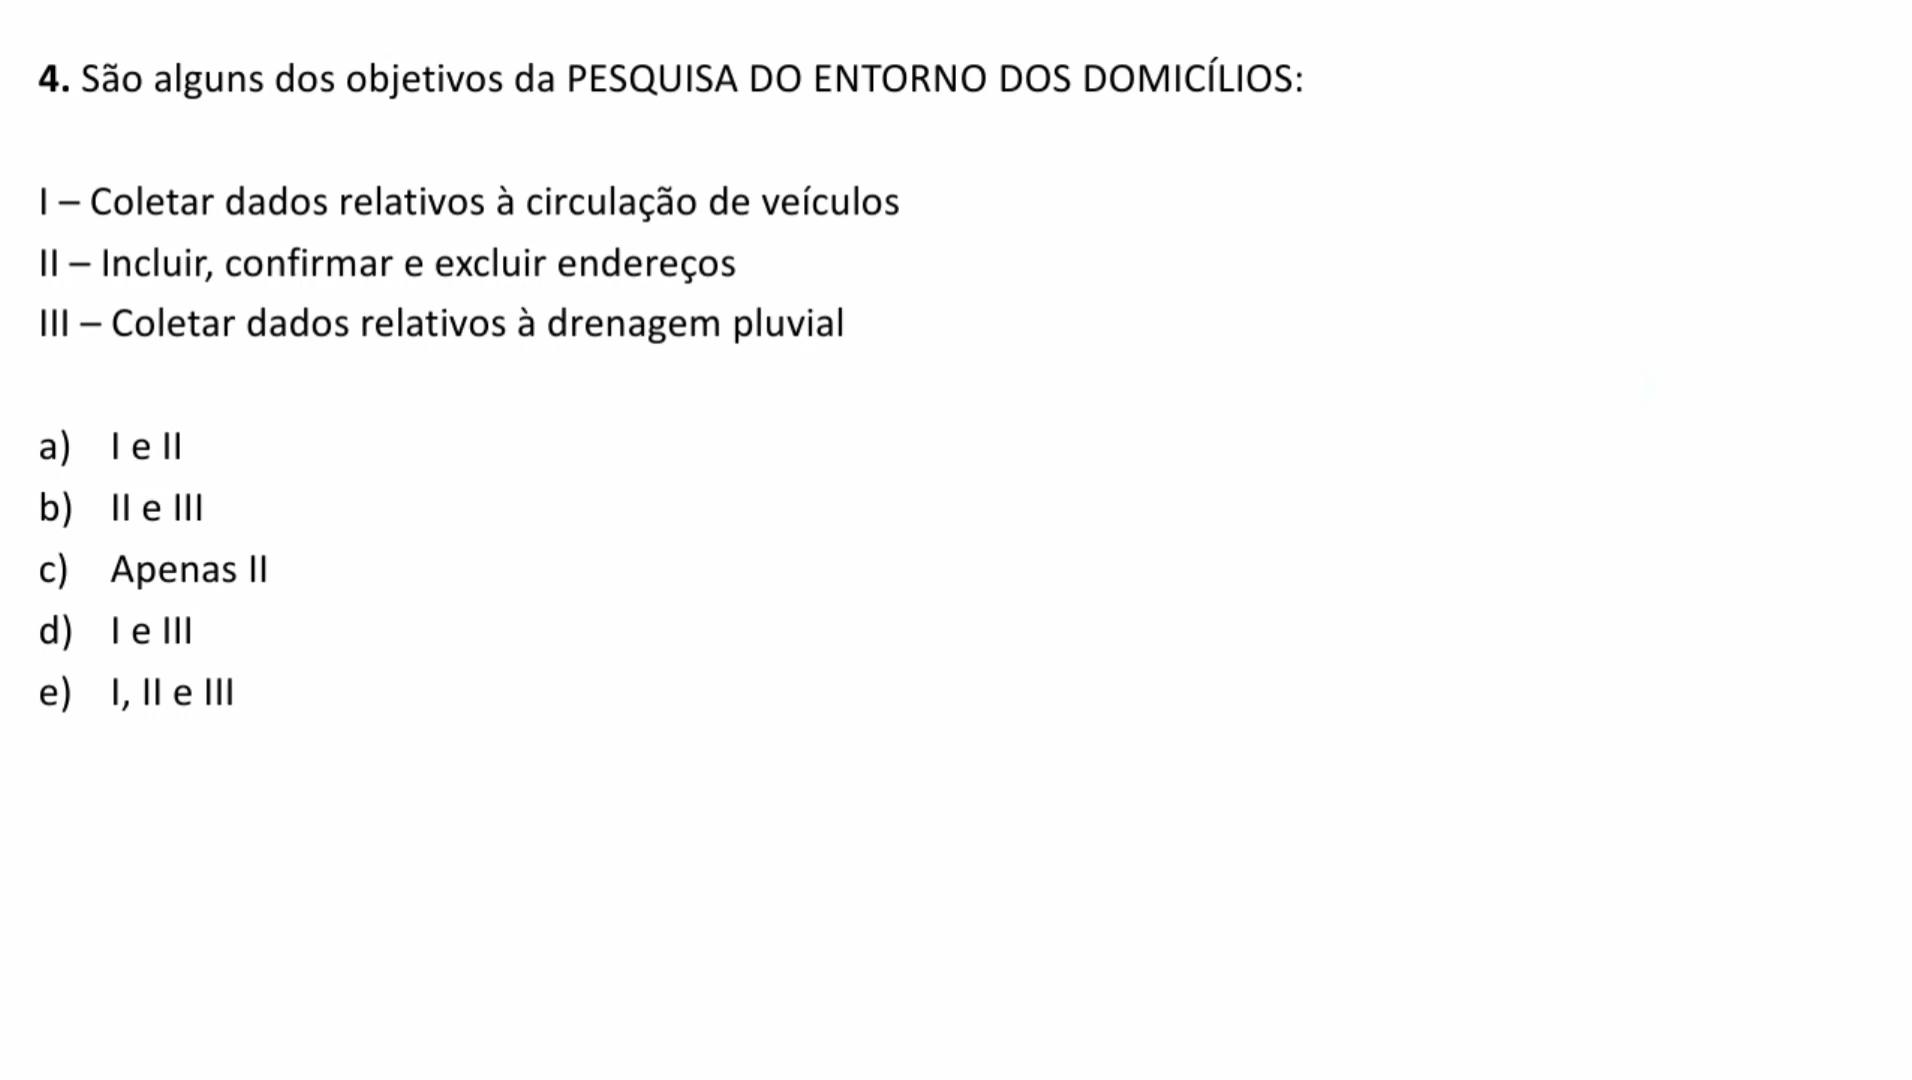 4. São alguns dos objetivos da PESQUISA DO ENTORNO DOS DOMICÍLIOS:
I – Coletar dados relativos à circulação de veículos
II – Incluir, confirmar e excluir endereços
III – Coletar dados relativos à drenagem pluvial
a) I e II
b) II e III
c) Apenas II
d) I e III
e) I, II e III